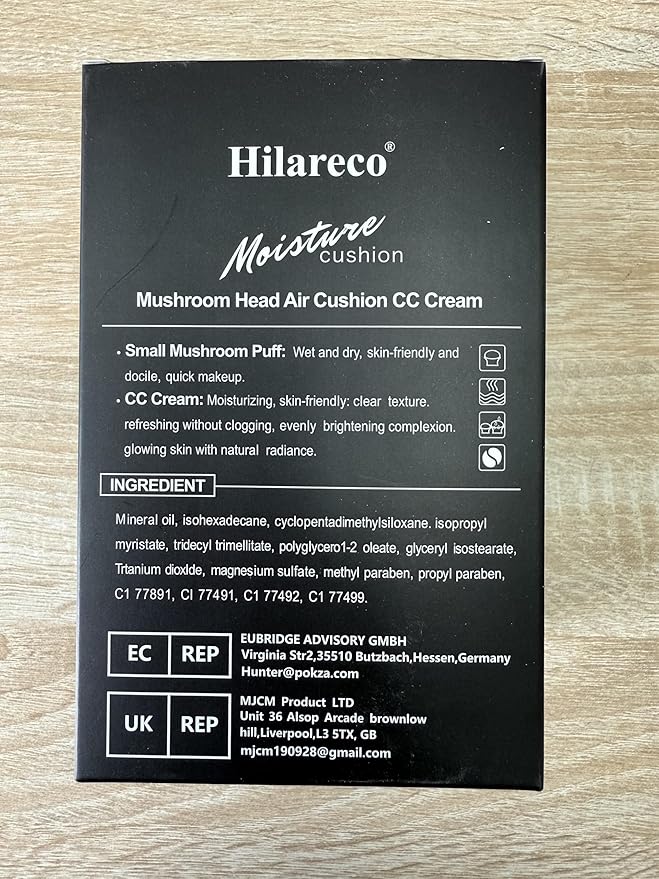 Hilareco®
Moisture
cushion
Mushroom Head Air Cushion CC Cream
• Small Mushroom Puff: Wet and dry, skin-friendly and
docile, quick makeup.
• CC Cream: Moisturizing, skin-friendly: clear texture.
refreshing without clogging, evenly brightening complexion.
glowing skin with natural radiance.
INGREDIENT
Mineral oil, isohexadecane, cyclopentadimethylsiloxane. isopropyl
myristate, tridecyl trimellitate, polyglycero1-2 oleate, glyceryl isostearate,
Trtanium dioxlde, magnesium sulfate, methyl paraben, propyl paraben,
C1 77891, CI 77491, C1 77492, C1 77499.
EC REP
EUBRIDGE ADVISORY GMBH
Virginia Str2,35510 Butzbach,Hessen,Germany
Hunter@pokza.com
UK REP
MJCM Product LTD
Unit 36 Alsop Arcade brownlow
hill,Liverpool,L3 5TX, GB
mjcm190928@gmail.com